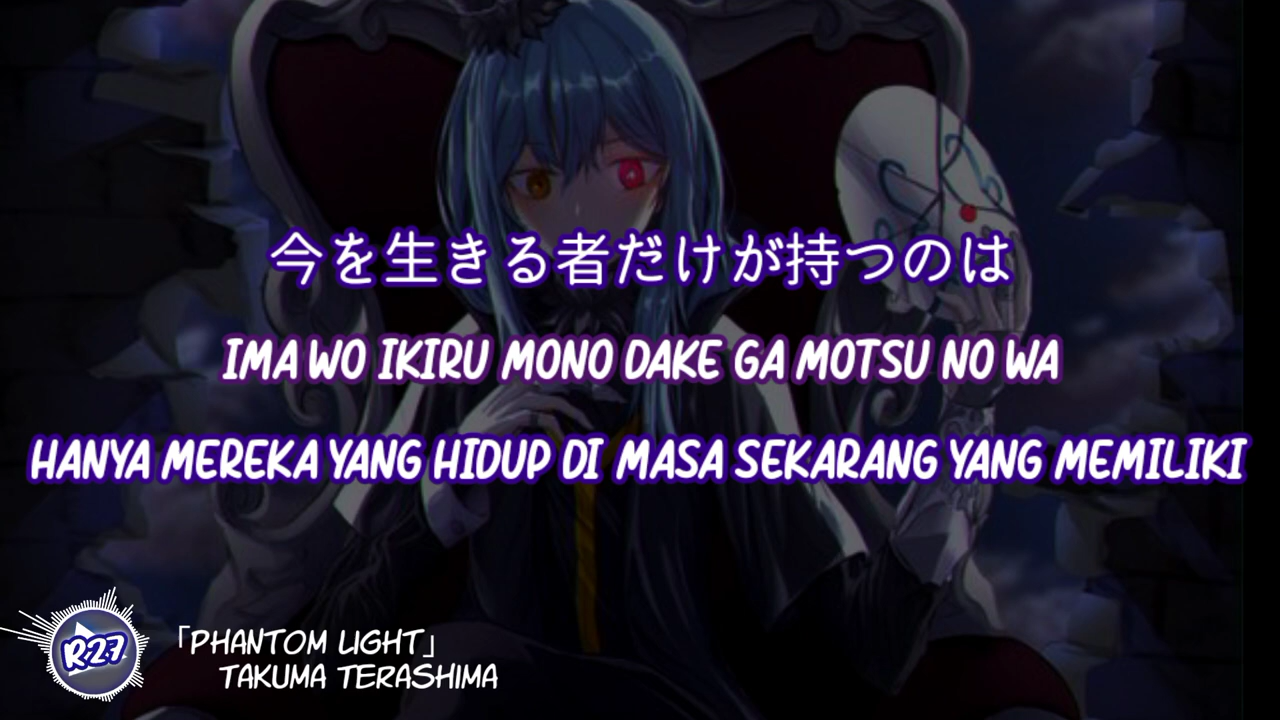 今を生きる者だけが持つのは
IMA WO IKIRU MONO DAKE GA MOTSU NO WA
HANYA MEREKA YANG HIDUP DI MASA SEKARANG YANG MEMILIKI
R27
「PHANTOM LIGHT」
TAKUMA TERASHIMA